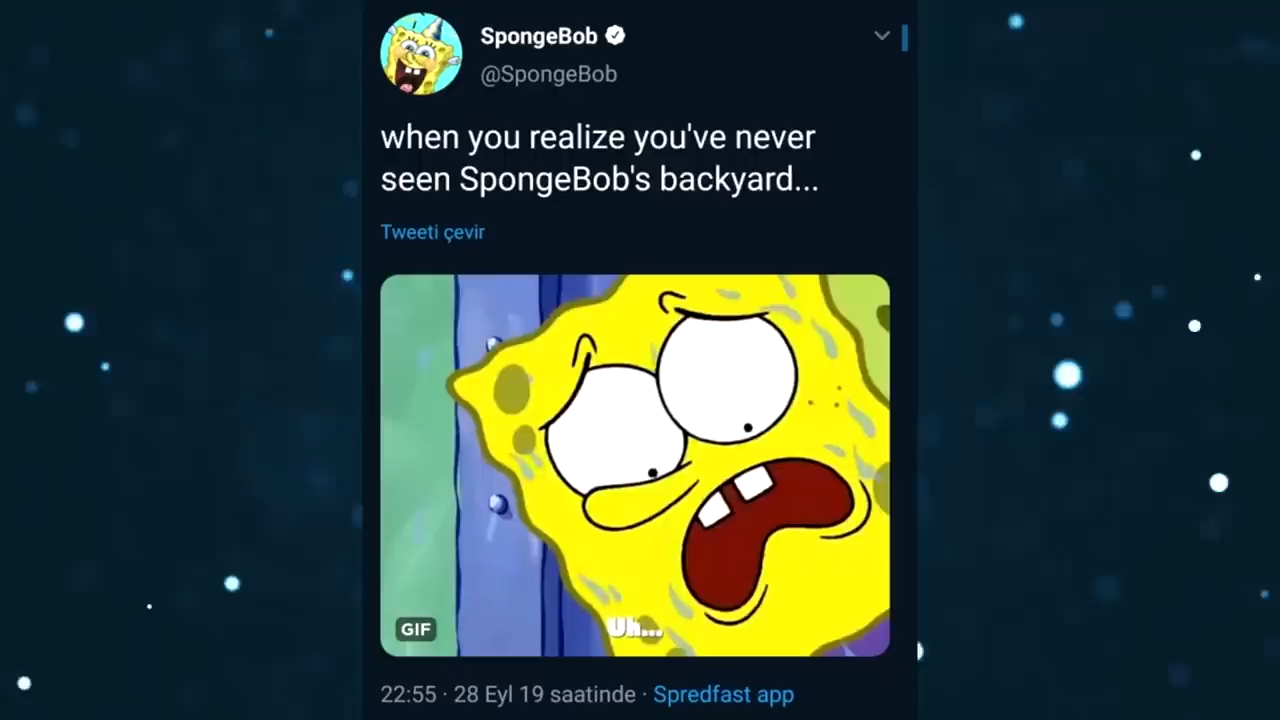 SpongeBob
@SpongeBob
when you realize you've never
seen SpongeBob's backyard...
Tweeti çevir
GIF
Uh...
22:55 · 28 Eyl 19 saatinde · Spredfast app